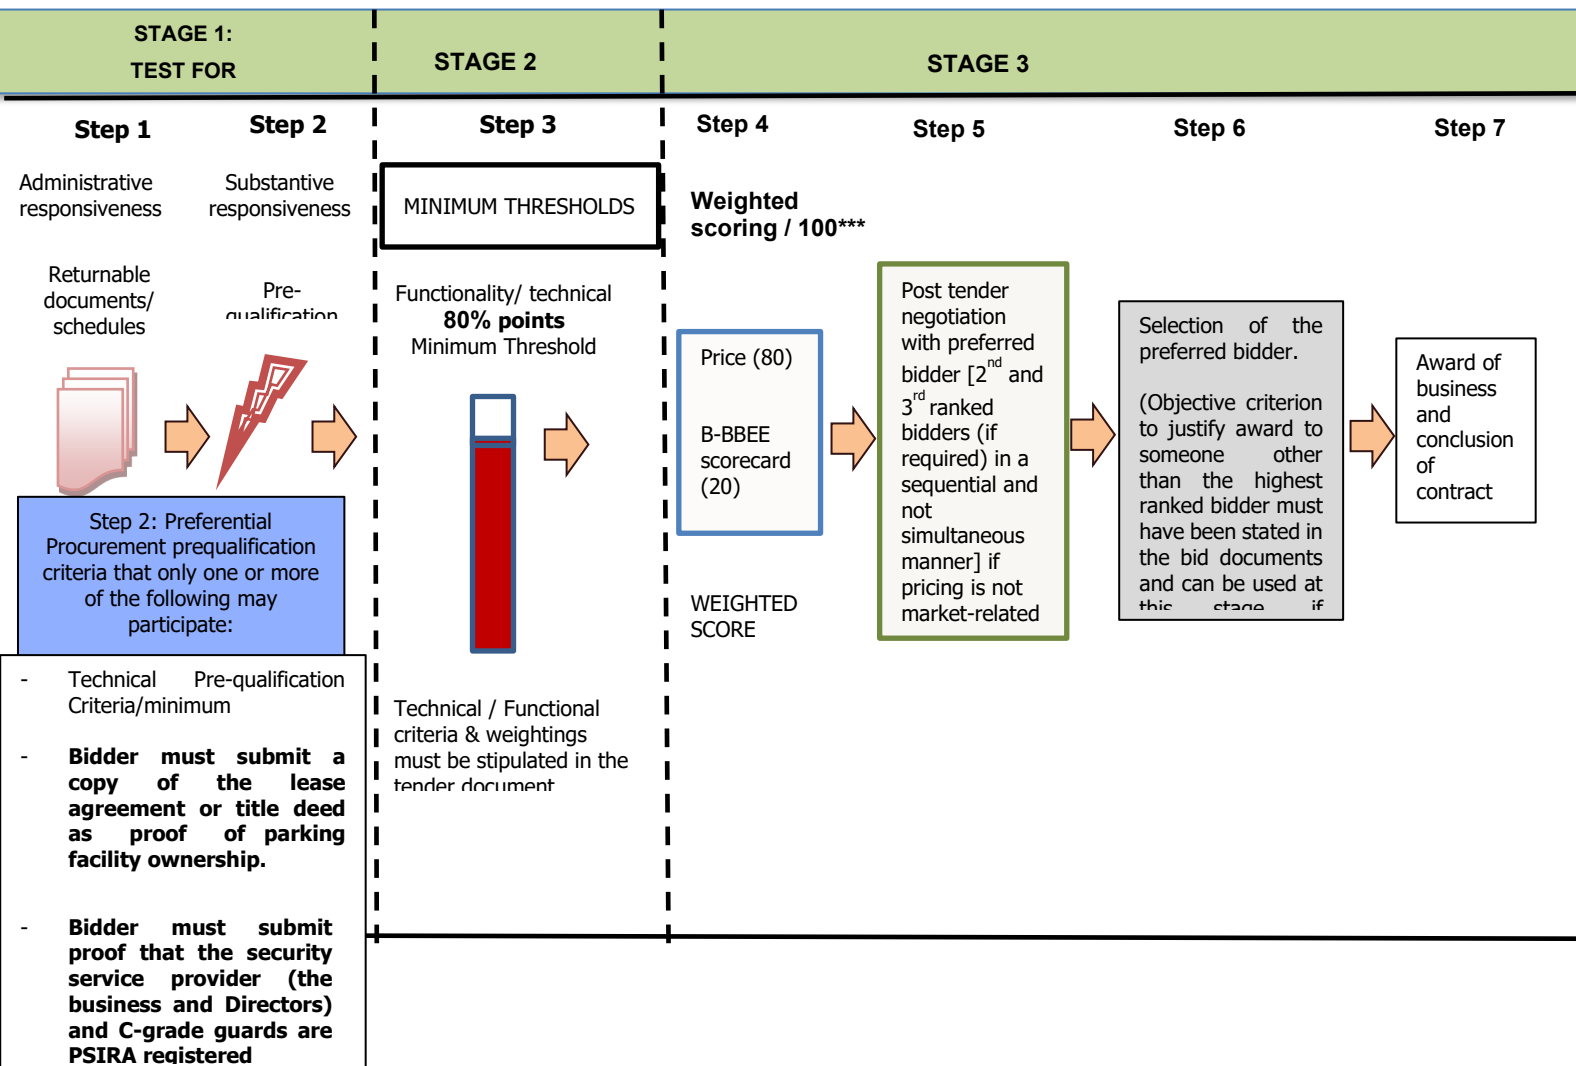 STAGE 1:
TEST FOR
STAGE 2
STAGE 3
Step 1
Step 2
Step 3
Step 4
Step 5
Step 6
Step 7
Administrative
responsiveness
Substantive
responsiveness
MINIMUM THRESHOLDS
Weighted
scoring / 100***
Returnable
documents/
schedules
Pre-
qualification
Functionality/ technical
80% points
Minimum Threshold
Price (80)
B-BBEE
scorecard
(20)
WEIGHTED
SCORE
Post tender
negotiation
with preferred
bidder [2nd and
3rd ranked
bidders (if
required) in a
sequential and
not
simultaneous
manner] if
pricing is not
market-related
Selection of the
preferred bidder.
(Objective criterion
to justify award to
someone other
than the highest
ranked bidder must
have been stated in
the bid documents
and can be used at
this stage if
Award of
business
and
conclusion
of
contract
Step 2: Preferential
Procurement prequalification
criteria that only one or more
of the following may
participate:
- Technical Pre-qualification
Criteria/minimum
- Bidder must submit a
copy of the lease
agreement or title deed
as proof of parking
facility ownership.
- Bidder must submit
proof that the security
service provider (the
business and Directors)
and C-grade guards are
PSIRA registered
Technical / Functional
criteria & weightings
must be stipulated in the
tender document